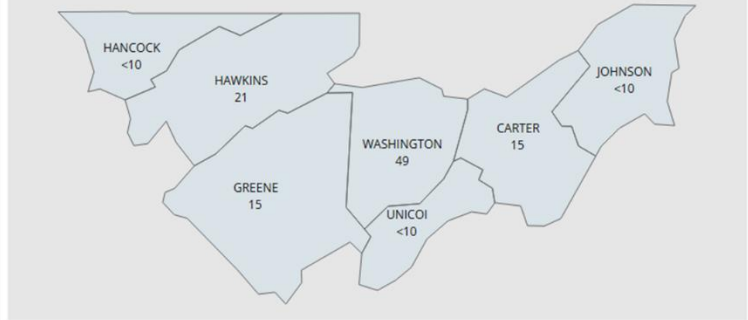 HANCOCK
<10
HAWKINS
21
JOHNSON
<10
WASHINGTON
49
CARTER
15
GREENE
15
UNICOI
<10